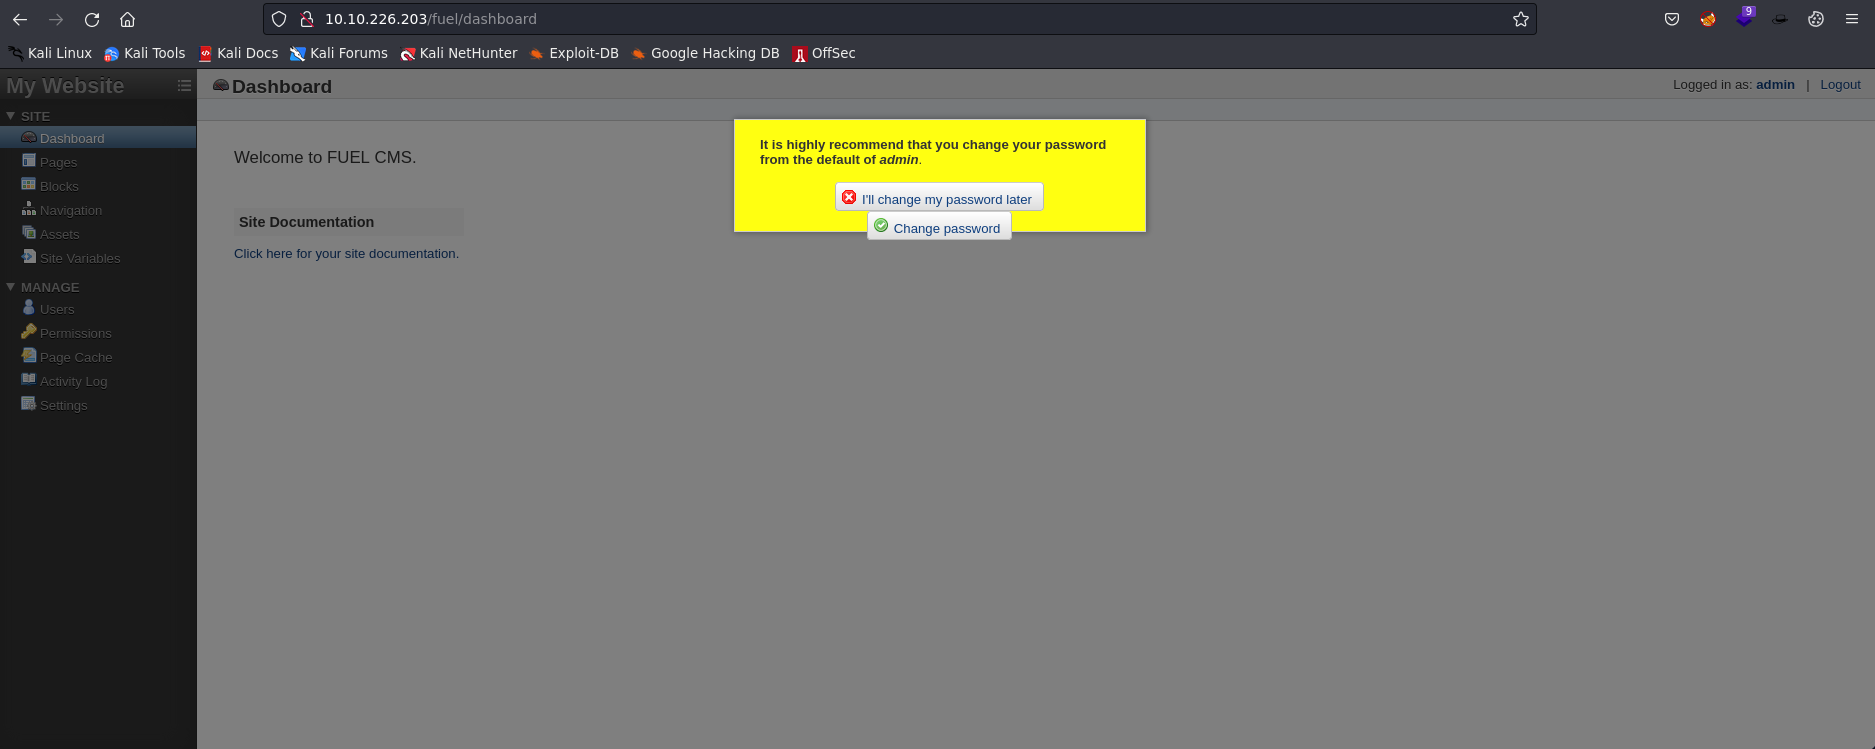 10.10.226.203/fuel/dashboard
9
Kali Linux Kali Tools Kali Docs Kali Forums Kali NetHunter Exploit-DB Google Hacking DB OffSec
My Website
Dashboard
Logged in as: admin | Logout
SITE
Dashboard
Pages
Blocks
Navigation
Assets
Site Variables
MANAGE
Users
Permissions
Page Cache
Activity Log
Settings
It is highly recommend that you change your password
from the default of admin.
I'll change my password later
Change password
Welcome to FUEL CMS.
Site Documentation
Click here for your site documentation.